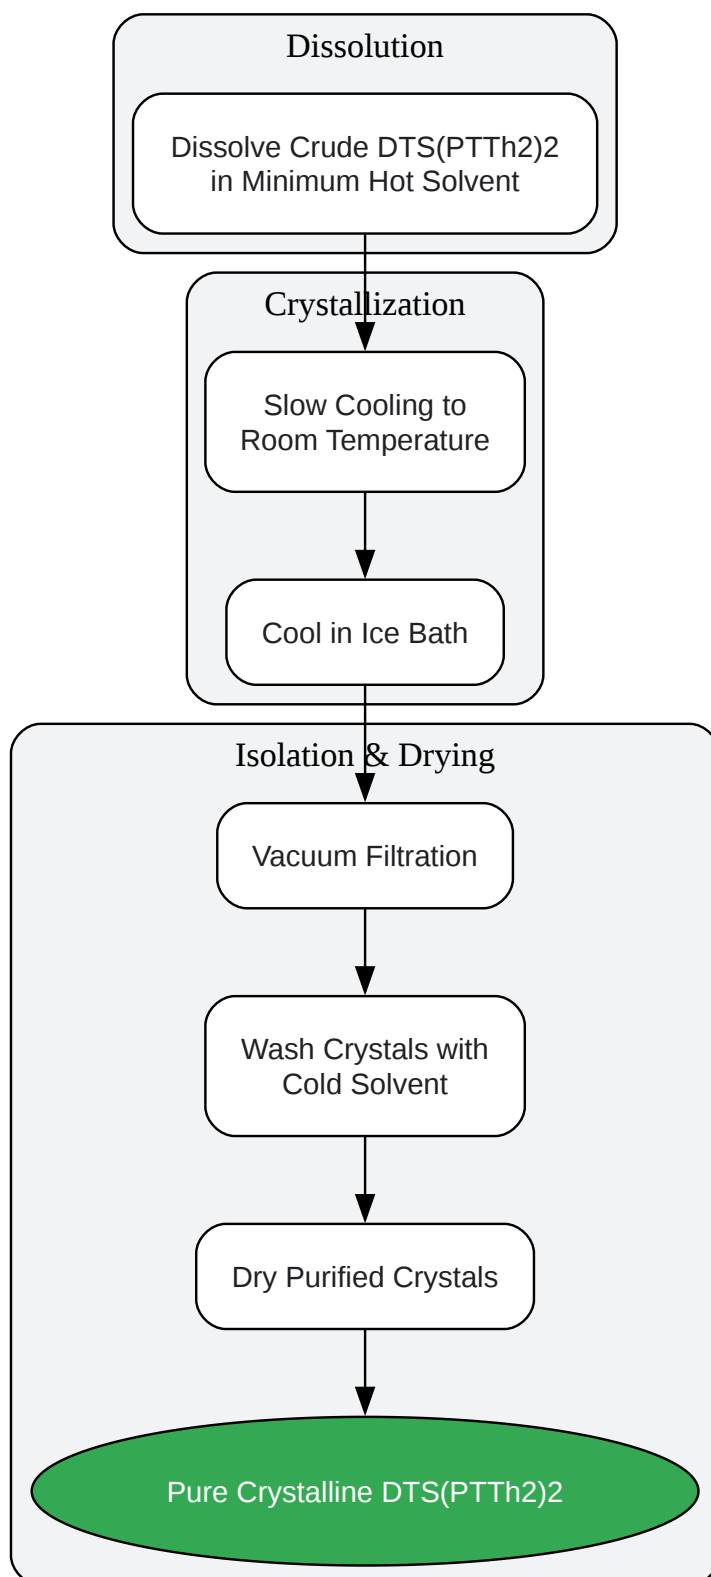 Dissolution
Dissolve Crude DTS(PTTh2)2
in Minimum Hot Solvent
Crystallization
Slow Cooling to
Room Temperature
Cool in Ice Bath
Isolation & Drying
Vacuum Filtration
Wash Crystals with
Cold Solvent
Dry Purified Crystals
Pure Crystalline DTS(PTTh2)2